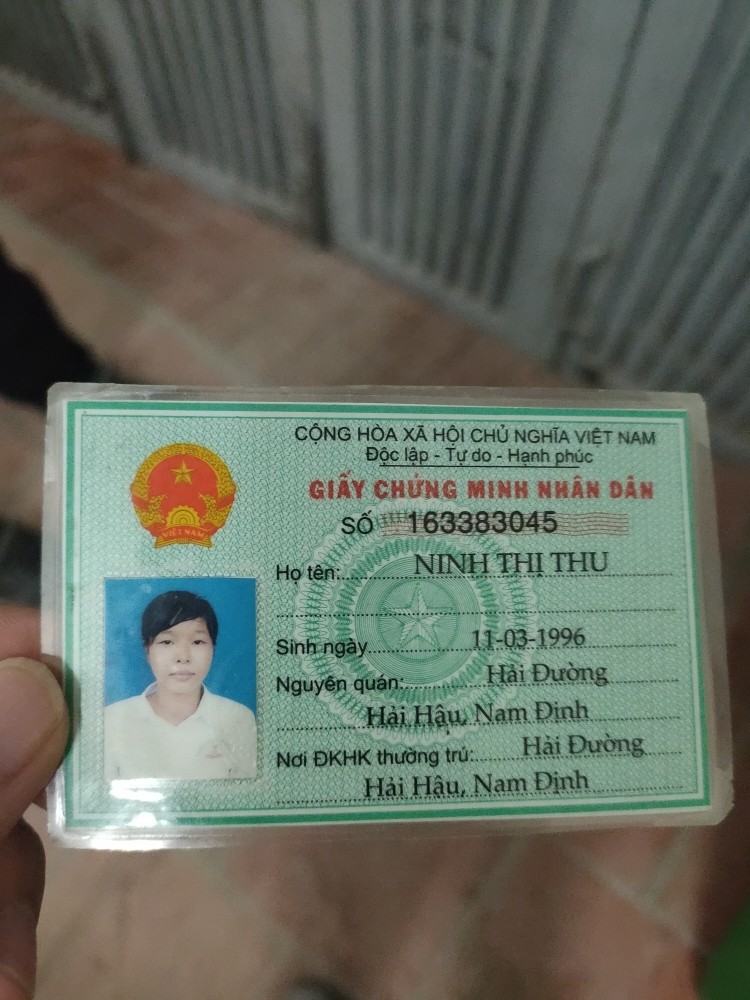 CỘNG HÒA XÃ HỘI CHỦ NGHĨA VIỆT NAM
Độc lập - Tự do - Hạnh phúc
GIẤY CHỨNG MINH NHÂN DÂN
SỐ 163383045
VIỆT NAM
Họ tên: NINH THỊ THU
Sinh ngày 11-03-1996
Nguyên quán: Hải Đường
Hải Hậu, Nam Định
Nơi ĐKHK thường trú: Hải Đường
Hải Hậu, Nam Định